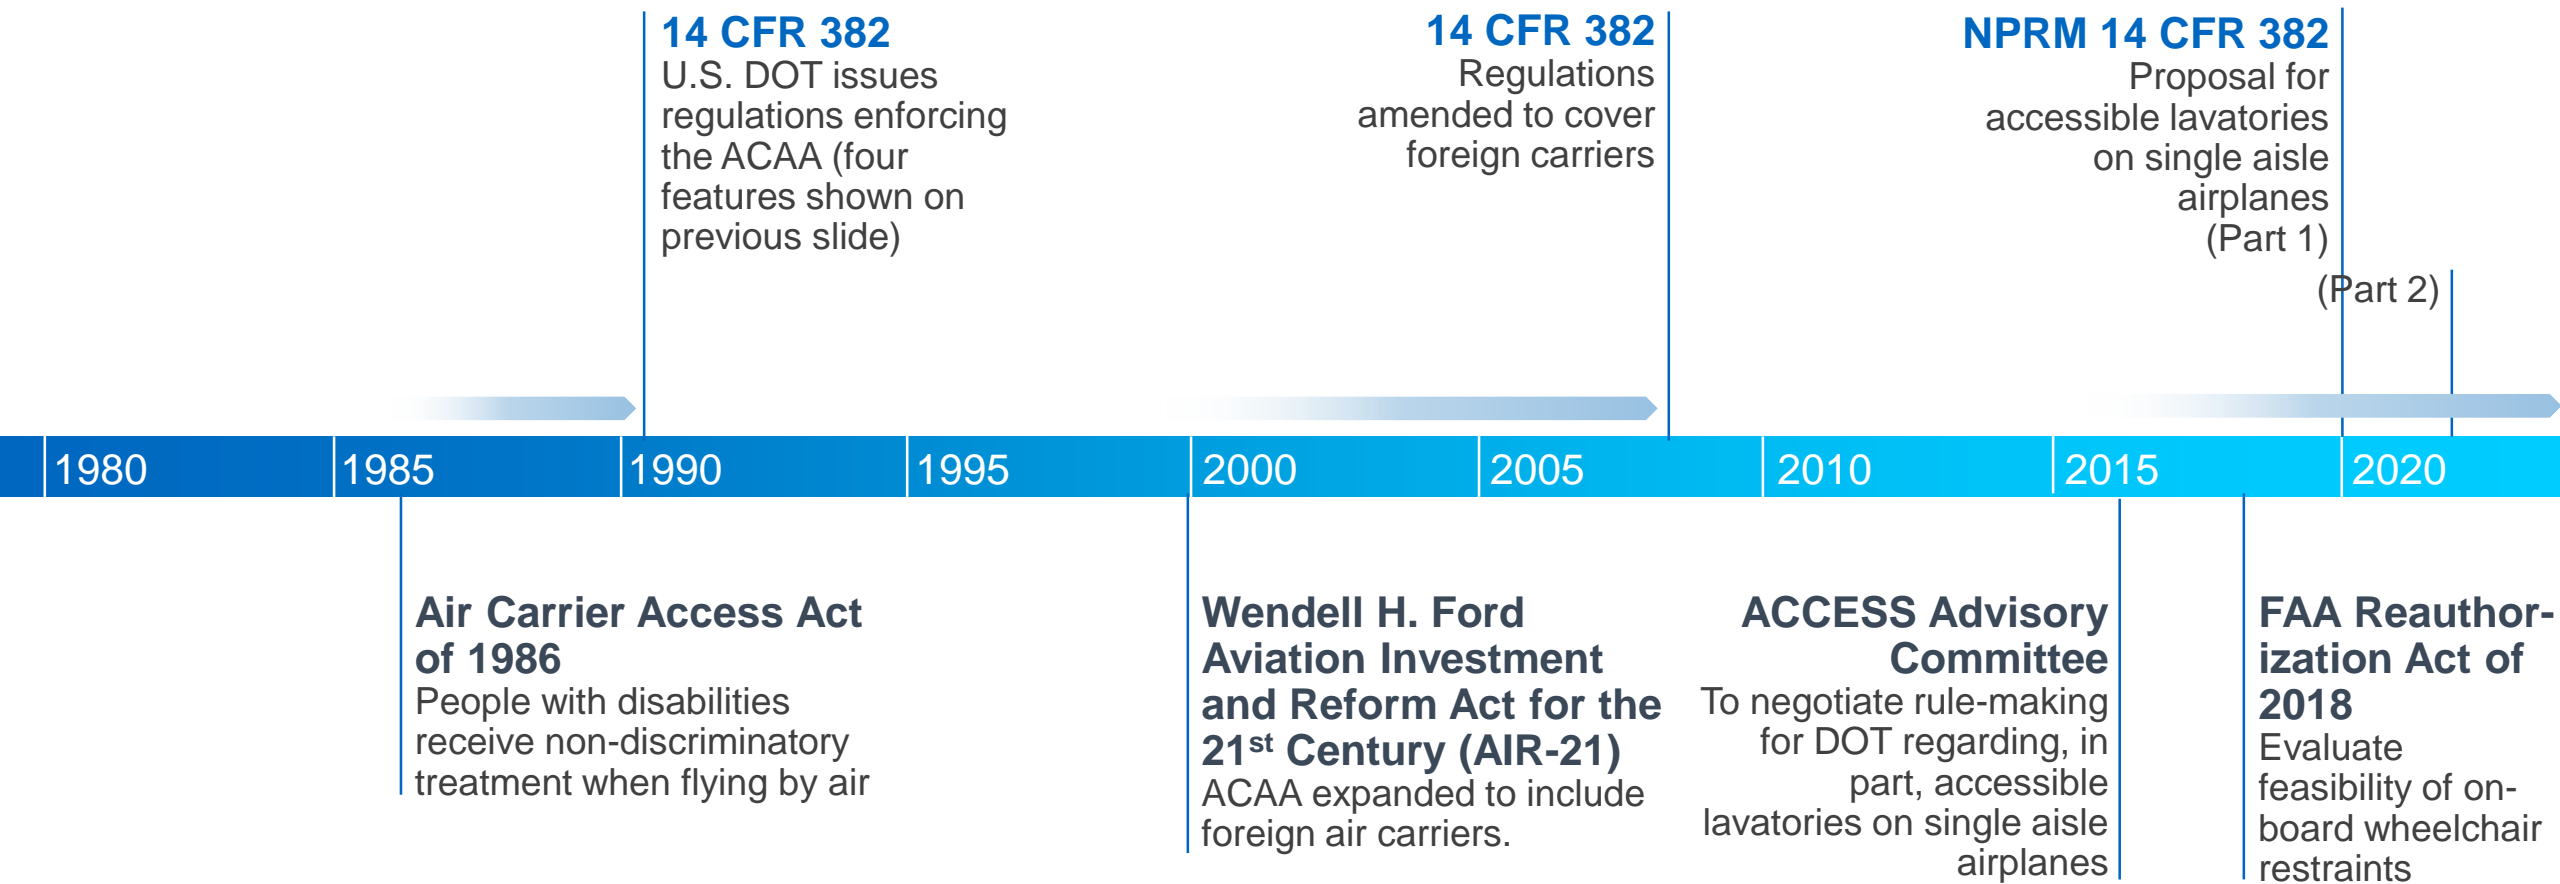 14 CFR 382
U.S. DOT issues
regulations enforcing
the ACAA (four
features shown on
previous slide)
14 CFR 382
Regulations
amended to cover
foreign carriers
NPRM 14 CFR 382
Proposal for
accessible lavatories
on single aisle
airplanes
(Part 1)
(Part 2)
1980
1985
1990
1995
2000
2005
2010
2015
2020
Air Carrier Access Act
of 1986
People with disabilities
receive non-discriminatory
treatment when flying by air
Wendell H. Ford
Aviation Investment
and Reform Act for the
21st Century (AIR-21)
ACAA expanded to include
foreign air carriers.
ACCESS Advisory
Committee
To negotiate rule-making
for DOT regarding, in
part, accessible
lavatories on single aisle
airplanes
FAA Reauthor-
ization Act of
2018
Evaluate
feasibility of on-
board wheelchair
restraints